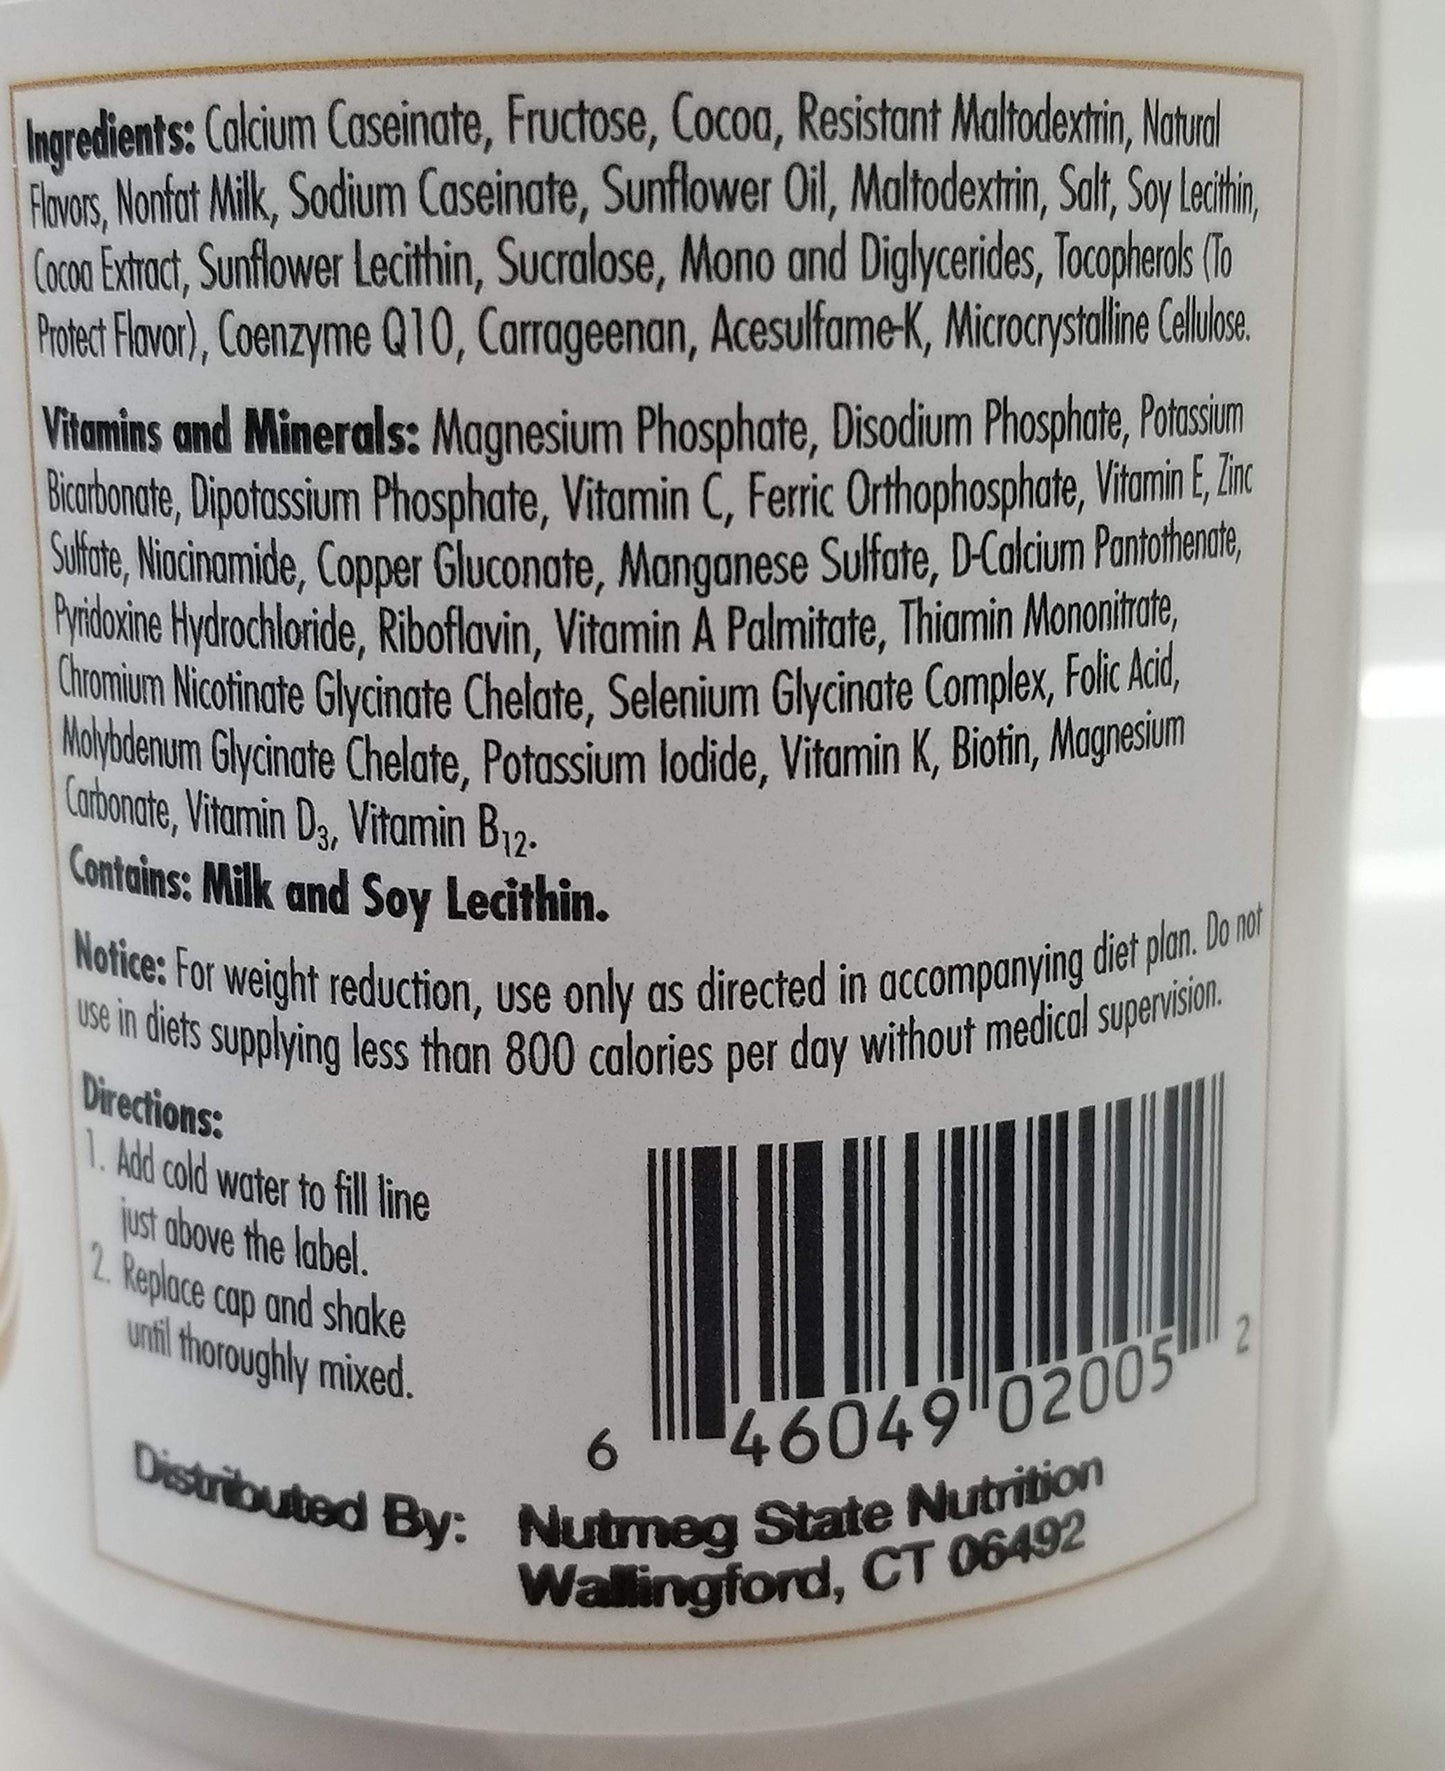 Ingredients: Calcium Caseinate, Fructose, Cocoa, Resistant Maltodextrin, Natural
Flavors, Nonfat Milk, Sodium Caseinate, Sunflower Oil, Maltodextrin, Salt, Soy Lecithin,
Cocoa Extract, Sunflower Lecithin, Sucralose, Mono and Diglycerides, Tocopherols (To
Protect Flavor), Coenzyme Q10, Carrageenan, Acesulfame-K, Microcrystalline Cellulose.
Vitamins and Minerals: Magnesium Phosphate, Disodium Phosphate, Potassium
Bicarbonate, Dipotassium Phosphate, Vitamin C, Ferric Orthophosphate, Vitamin E, Zinc
Sulfate, Niacinamide, Copper Gluconate, Manganese Sulfate, D-Calcium Pantothenate,
Pyridoxine Hydrochloride, Riboflavin, Vitamin A Palmitate, Thiamin Mononitrate,
Chromium Nicotinate Glycinate Chelate, Selenium Glycinate Complex, Folic Acid,
Molybdenum Glycinate Chelate, Potassium Iodide, Vitamin K, Biotin, Magnesium
Carbonate, Vitamin D3, Vitamin B12.
Contains: Milk and Soy Lecithin.
Notice: For weight reduction, use only as directed in accompanying diet plan. Do not
use in diets supplying less than 800 calories per day without medical supervision.
Directions:
1. Add cold water to fill line
just above the label.
2. Replace cap and shake
until thoroughly mixed.
6 46049 02005 2
Distributed By: Nutmeg State Nutrition
Wallingford, CT 06492